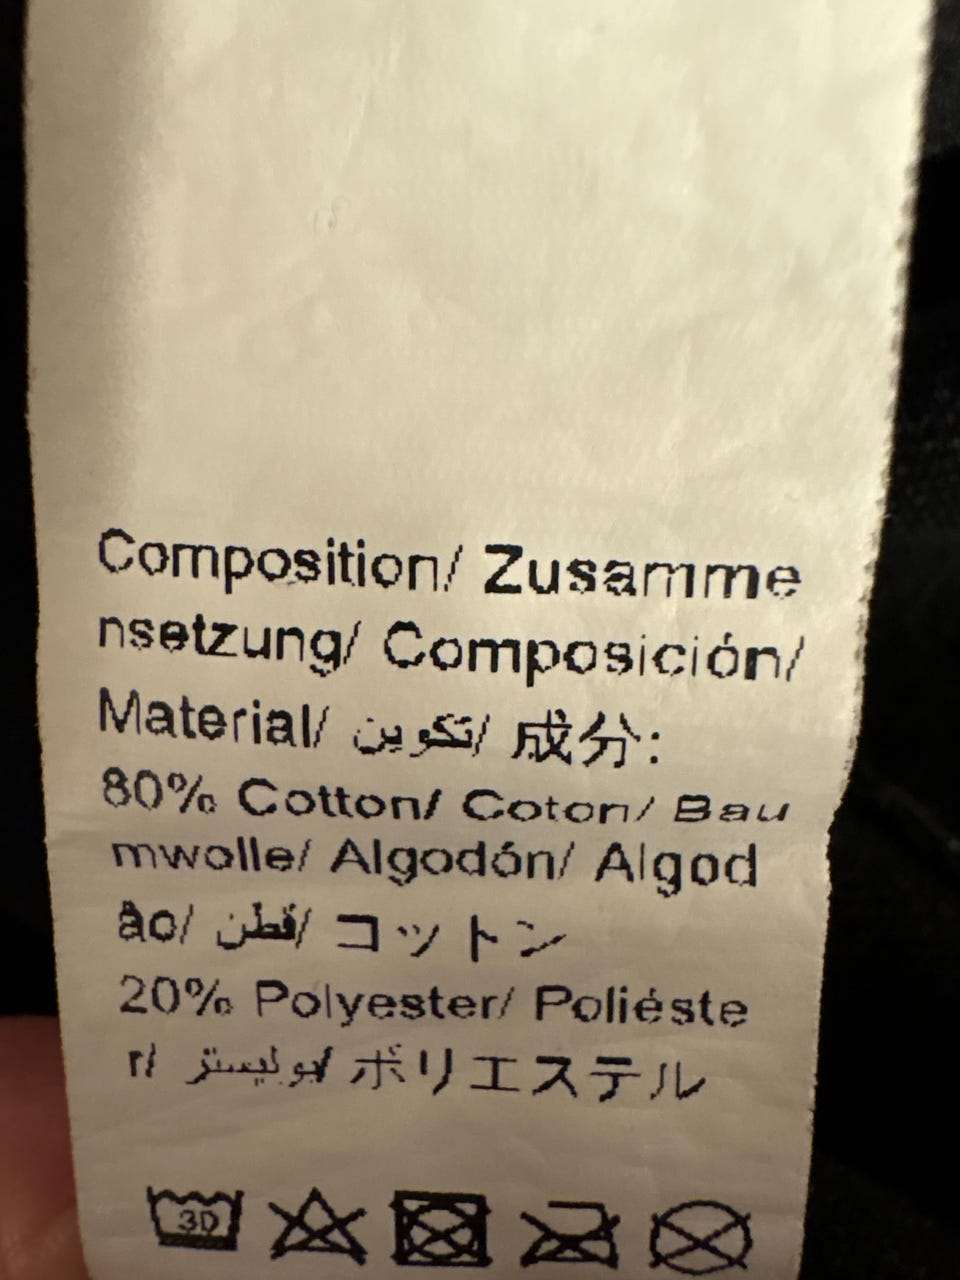 Composition/ Zusamme
nsetzung/ Composición/
Material/ تكوين/ 成分:
80% Cotton/ Coton/ Bau
mwolle/ Algodón/ Algod
ão/ قطن/ コットン
20% Polyester/ Poliéste
r/ بوليستر/ ポリエステル
3D